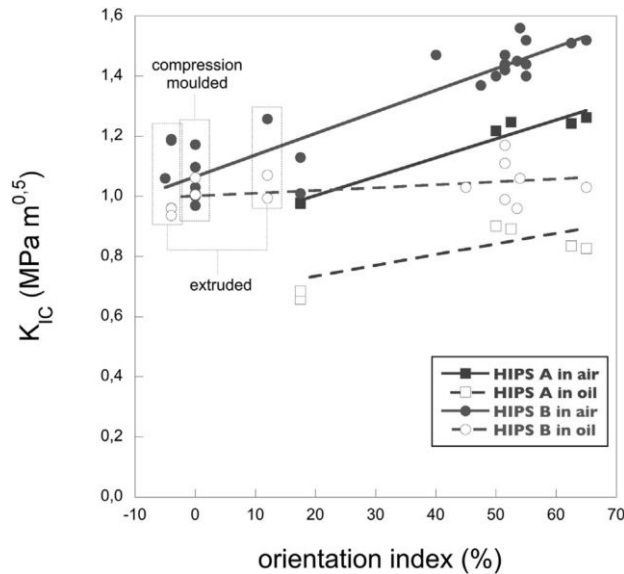 1,6
1,4
1,2
1,0
0,8
0,6
0,4
0,2
0,0
K_IC (MPa m^0,5)
compression
moulded
extruded
HIPS A in air
HIPS A in oil
HIPS B in air
HIPS B in oil
-10 0 10 20 30 40 50 60 70
orientation index (%)